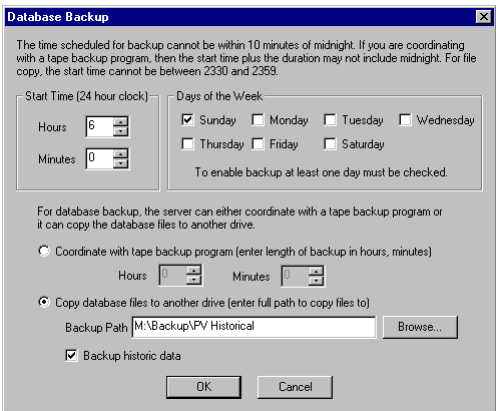 Database Backup
The time scheduled for backup cannot be within 10 minutes of midnight. If you are coordinating
with a tape backup program, then the start time plus the duration may not include midnight. For file
copy, the start time cannot be between 2330 and 2359.
Start Time (24 hour clock)
Hours 6
Minutes 0
Days of the Week
Sunday Monday Tuesday Wednesday
Thursday Friday Saturday
To enable backup at least one day must be checked.
For database backup, the server can either coordinate with a tape backup program or
it can copy the database files to another drive.
Coordinate with tape backup program (enter length of backup in hours, minutes)
Hours 0 Minutes 0
Copy database files to another drive (enter full path to copy files to)
Backup Path M:\Backup\PV Historical Browse...
Backup historic data
OK Cancel